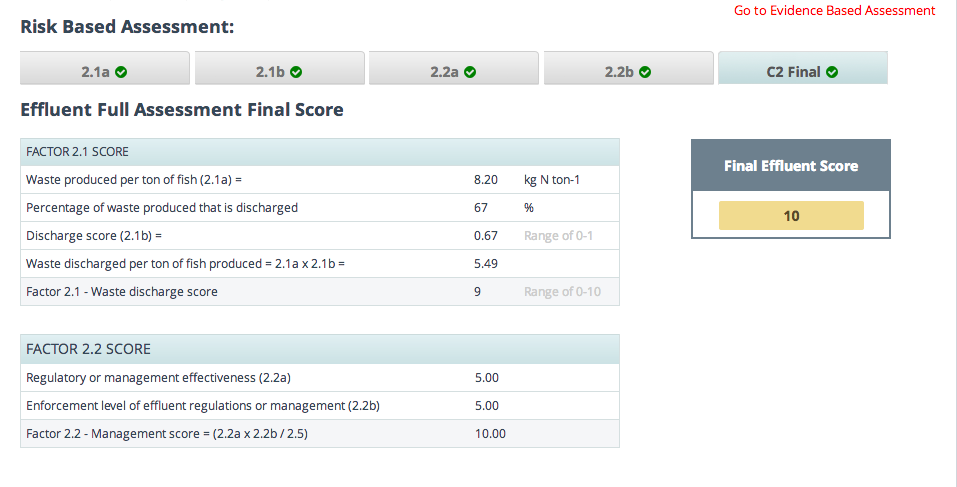 Go to Evidence Based Assessment
Risk Based Assessment:
2.1a 2.1b 2.2a 2.2b C2 Final
Effluent Full Assessment Final Score
FACTOR 2.1 SCORE
Waste produced per ton of fish (2.1a) = 8.20 kg N ton-1
Percentage of waste produced that is discharged 67 %
Discharge score (2.1b) = 0.67 Range of 0-1
Waste discharged per ton of fish produced = 2.1a x 2.1b = 5.49
Factor 2.1 - Waste discharge score 9 Range of 0-10
Final Effluent Score
10
FACTOR 2.2 SCORE
Regulatory or management effectiveness (2.2a) 5.00
Enforcement level of effluent regulations or management (2.2b) 5.00
Factor 2.2 - Management score = (2.2a x 2.2b / 2.5) 10.00